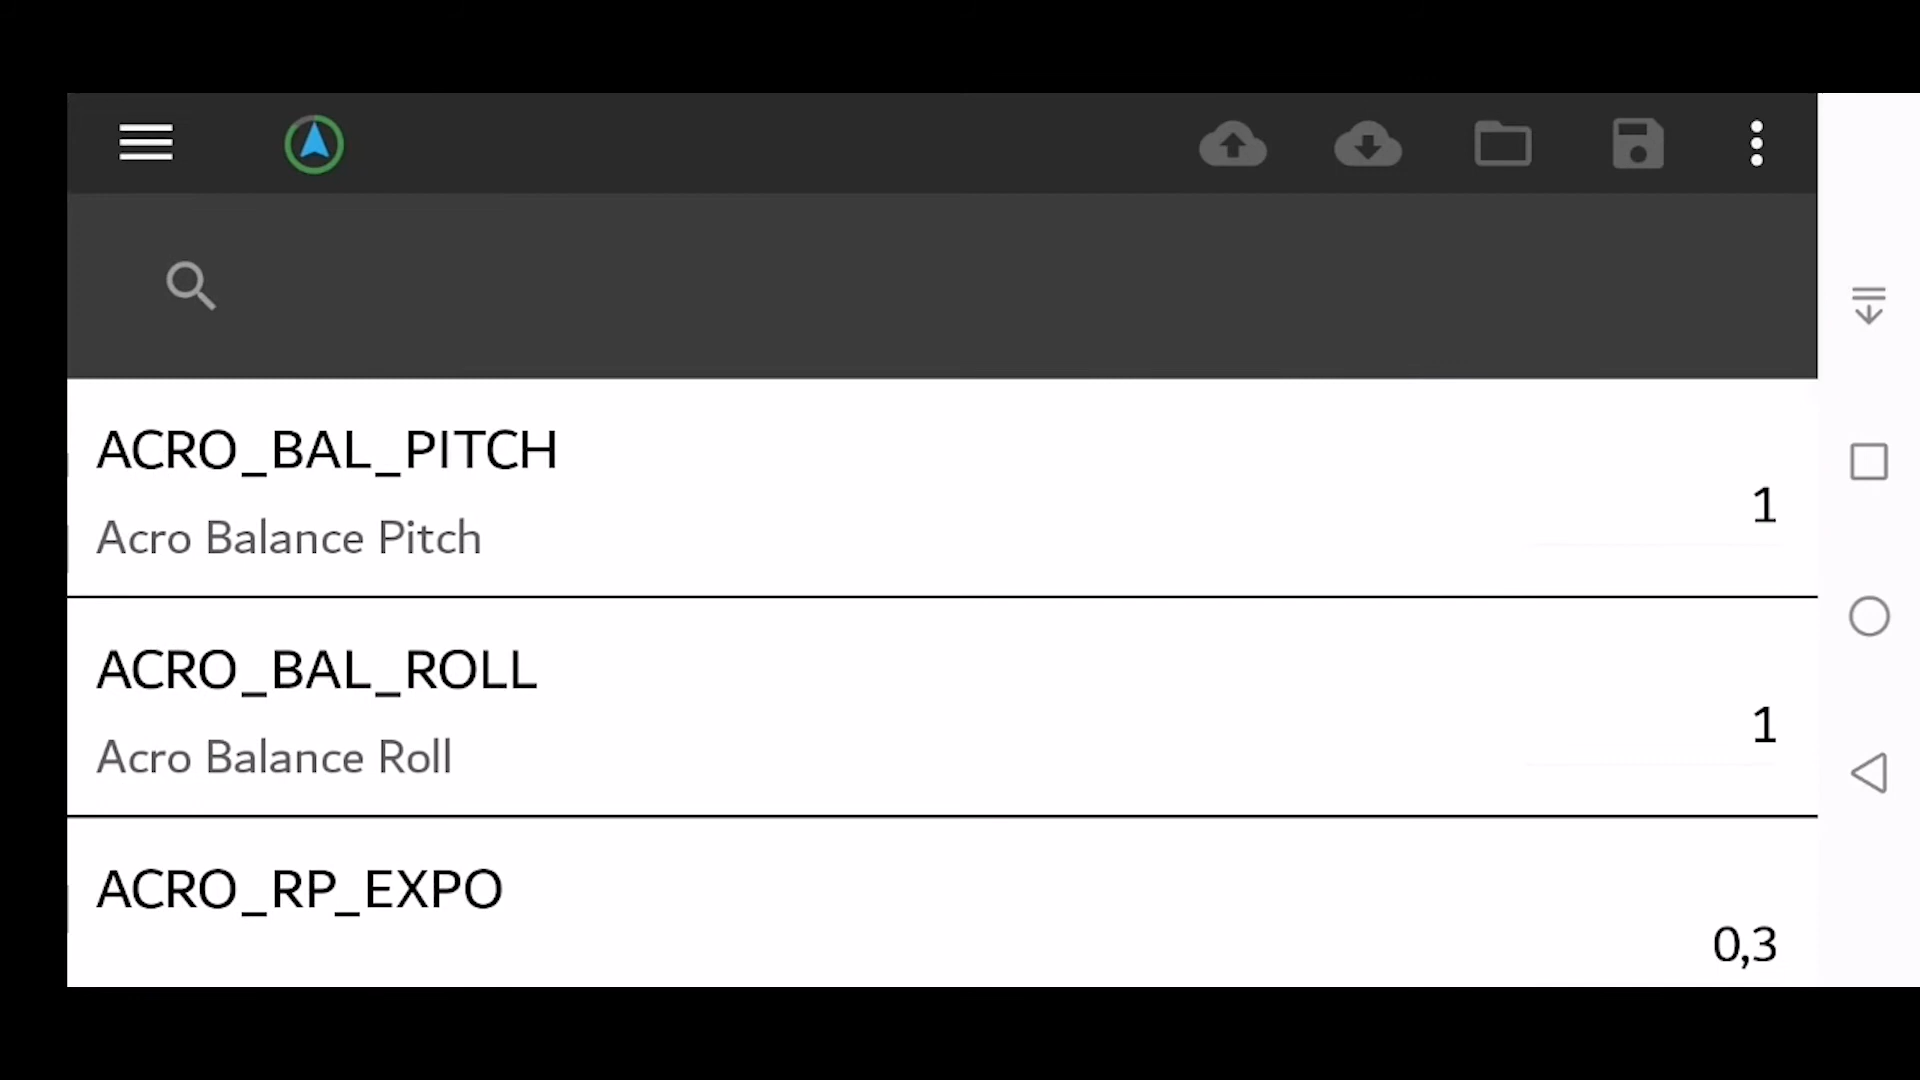 ACRO_BAL_PITCH
Acro Balance Pitch
1
ACRO_BAL_ROLL
Acro Balance Roll
1
ACRO_RP_EXPO
0,3